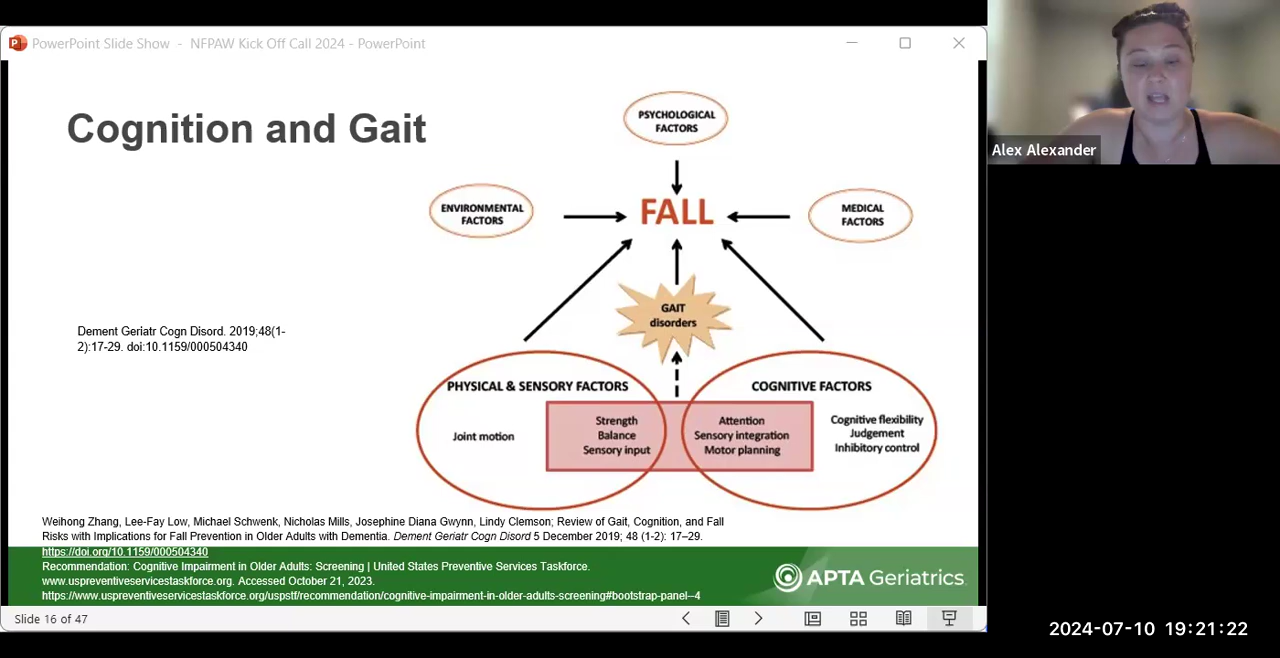 PowerPoint Slide Show - NFPAW Kick Off Call 2024 - PowerPoint
Alex Alexander
Cognition and Gait
PSYCHOLOGICAL
FACTORS
ENVIRONMENTAL
FACTORS
FALL
MEDICAL
FACTORS
GAIT
disorders
Dement Geriatr Cogn Disord. 2019;48(1-
2):17-29. doi:10.1159/000504340
PHYSICAL & SENSORY FACTORS
Joint motion
Strength
Balance
Sensory input
COGNITIVE FACTORS
Attention
Sensory integration
Motor planning
Cognitive flexibility
Judgement
Inhibitory control
Weihong Zhang, Lee-Fay Low, Michael Schwenk, Nicholas Mills, Josephine Diana Gwynn, Lindy Clemson; Review of Gait, Cognition, and Fall
Risks with Implications for Fall Prevention in Older Adults with Dementia. Dement Geriatr Cogn Disord 5 December 2019; 48 (1-2): 17–29.
https://doi.org/10.1159/000504340
Recommendation: Cognitive Impairment in Older Adults: Screening | United States Preventive Services Taskforce.
www.uspreventiveservicestaskforce.org. Accessed October 21, 2023.
https://www.uspreventiveservicestaskforce.org/uspstf/recommendation/cognitive-impairment-in-older-adults-screening#bootstrap-panel--4
APTA Geriatrics
Slide 16 of 47
2024-07-10 19:21:22